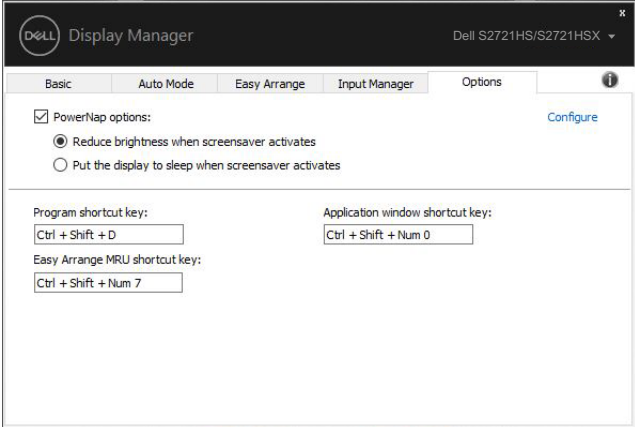 x
DELL Display Manager
Dell S2721HS/S2721HSX
Basic Auto Mode Easy Arrange Input Manager Options i
PowerNap options: Configure
Reduce brightness when screensaver activates
Put the display to sleep when screensaver activates
Program shortcut key: Application window shortcut key:
Ctrl + Shift + D Ctrl + Shift + Num 0
Easy Arrange MRU shortcut key:
Ctrl + Shift + Num 7